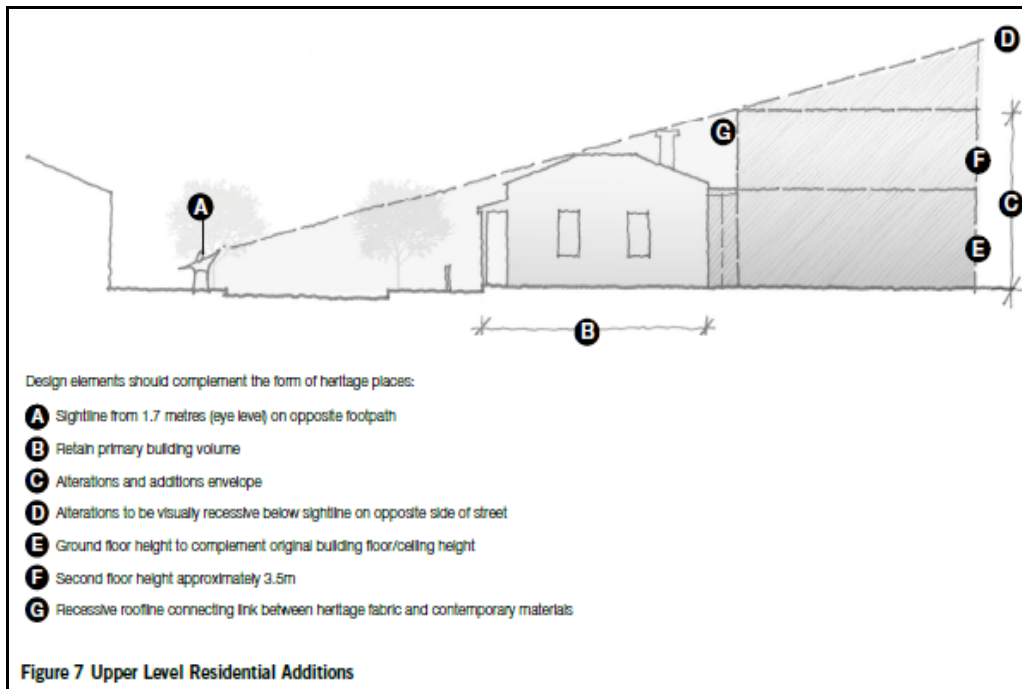 D
G
F
A
C
E
B
Design elements should complement the form of heritage places:
A Sightline from 1.7 metres (eye level) on opposite footpath
B Retain primary building volume
C Alterations and additions envelope
D Alterations to be visually recessive below sightline on opposite side of street
E Ground floor height to complement original building floor/ceiling height
F Second floor height approximately 3.5m
G Recessive roofline connecting link between heritage fabric and contemporary materials
Figure 7 Upper Level Residential Additions